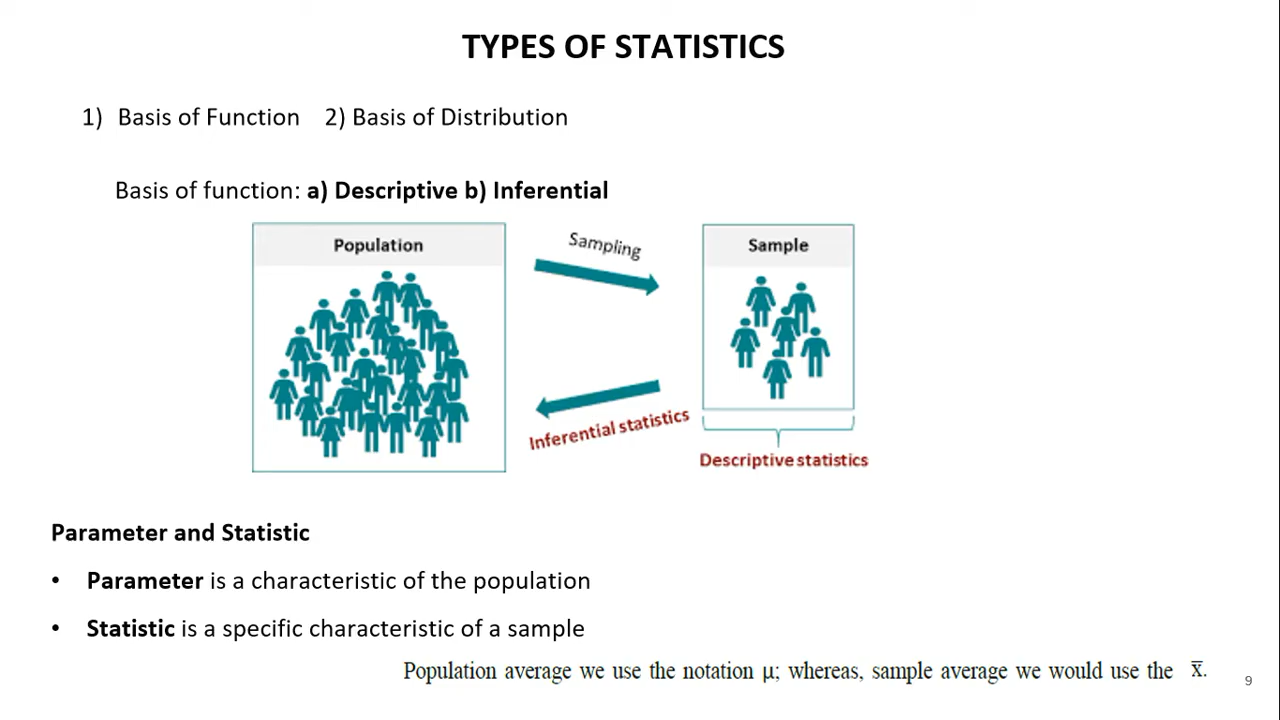 TYPES OF STATISTICS
1) Basis of Function 2) Basis of Distribution
Basis of function: a) Descriptive b) Inferential
Population
Sampling
Sample
Inferential statistics
Descriptive statistics
Parameter and Statistic
• Parameter is a characteristic of the population
• Statistic is a specific characteristic of a sample
Population average we use the notation μ; whereas, sample average we would use the x̅.
9